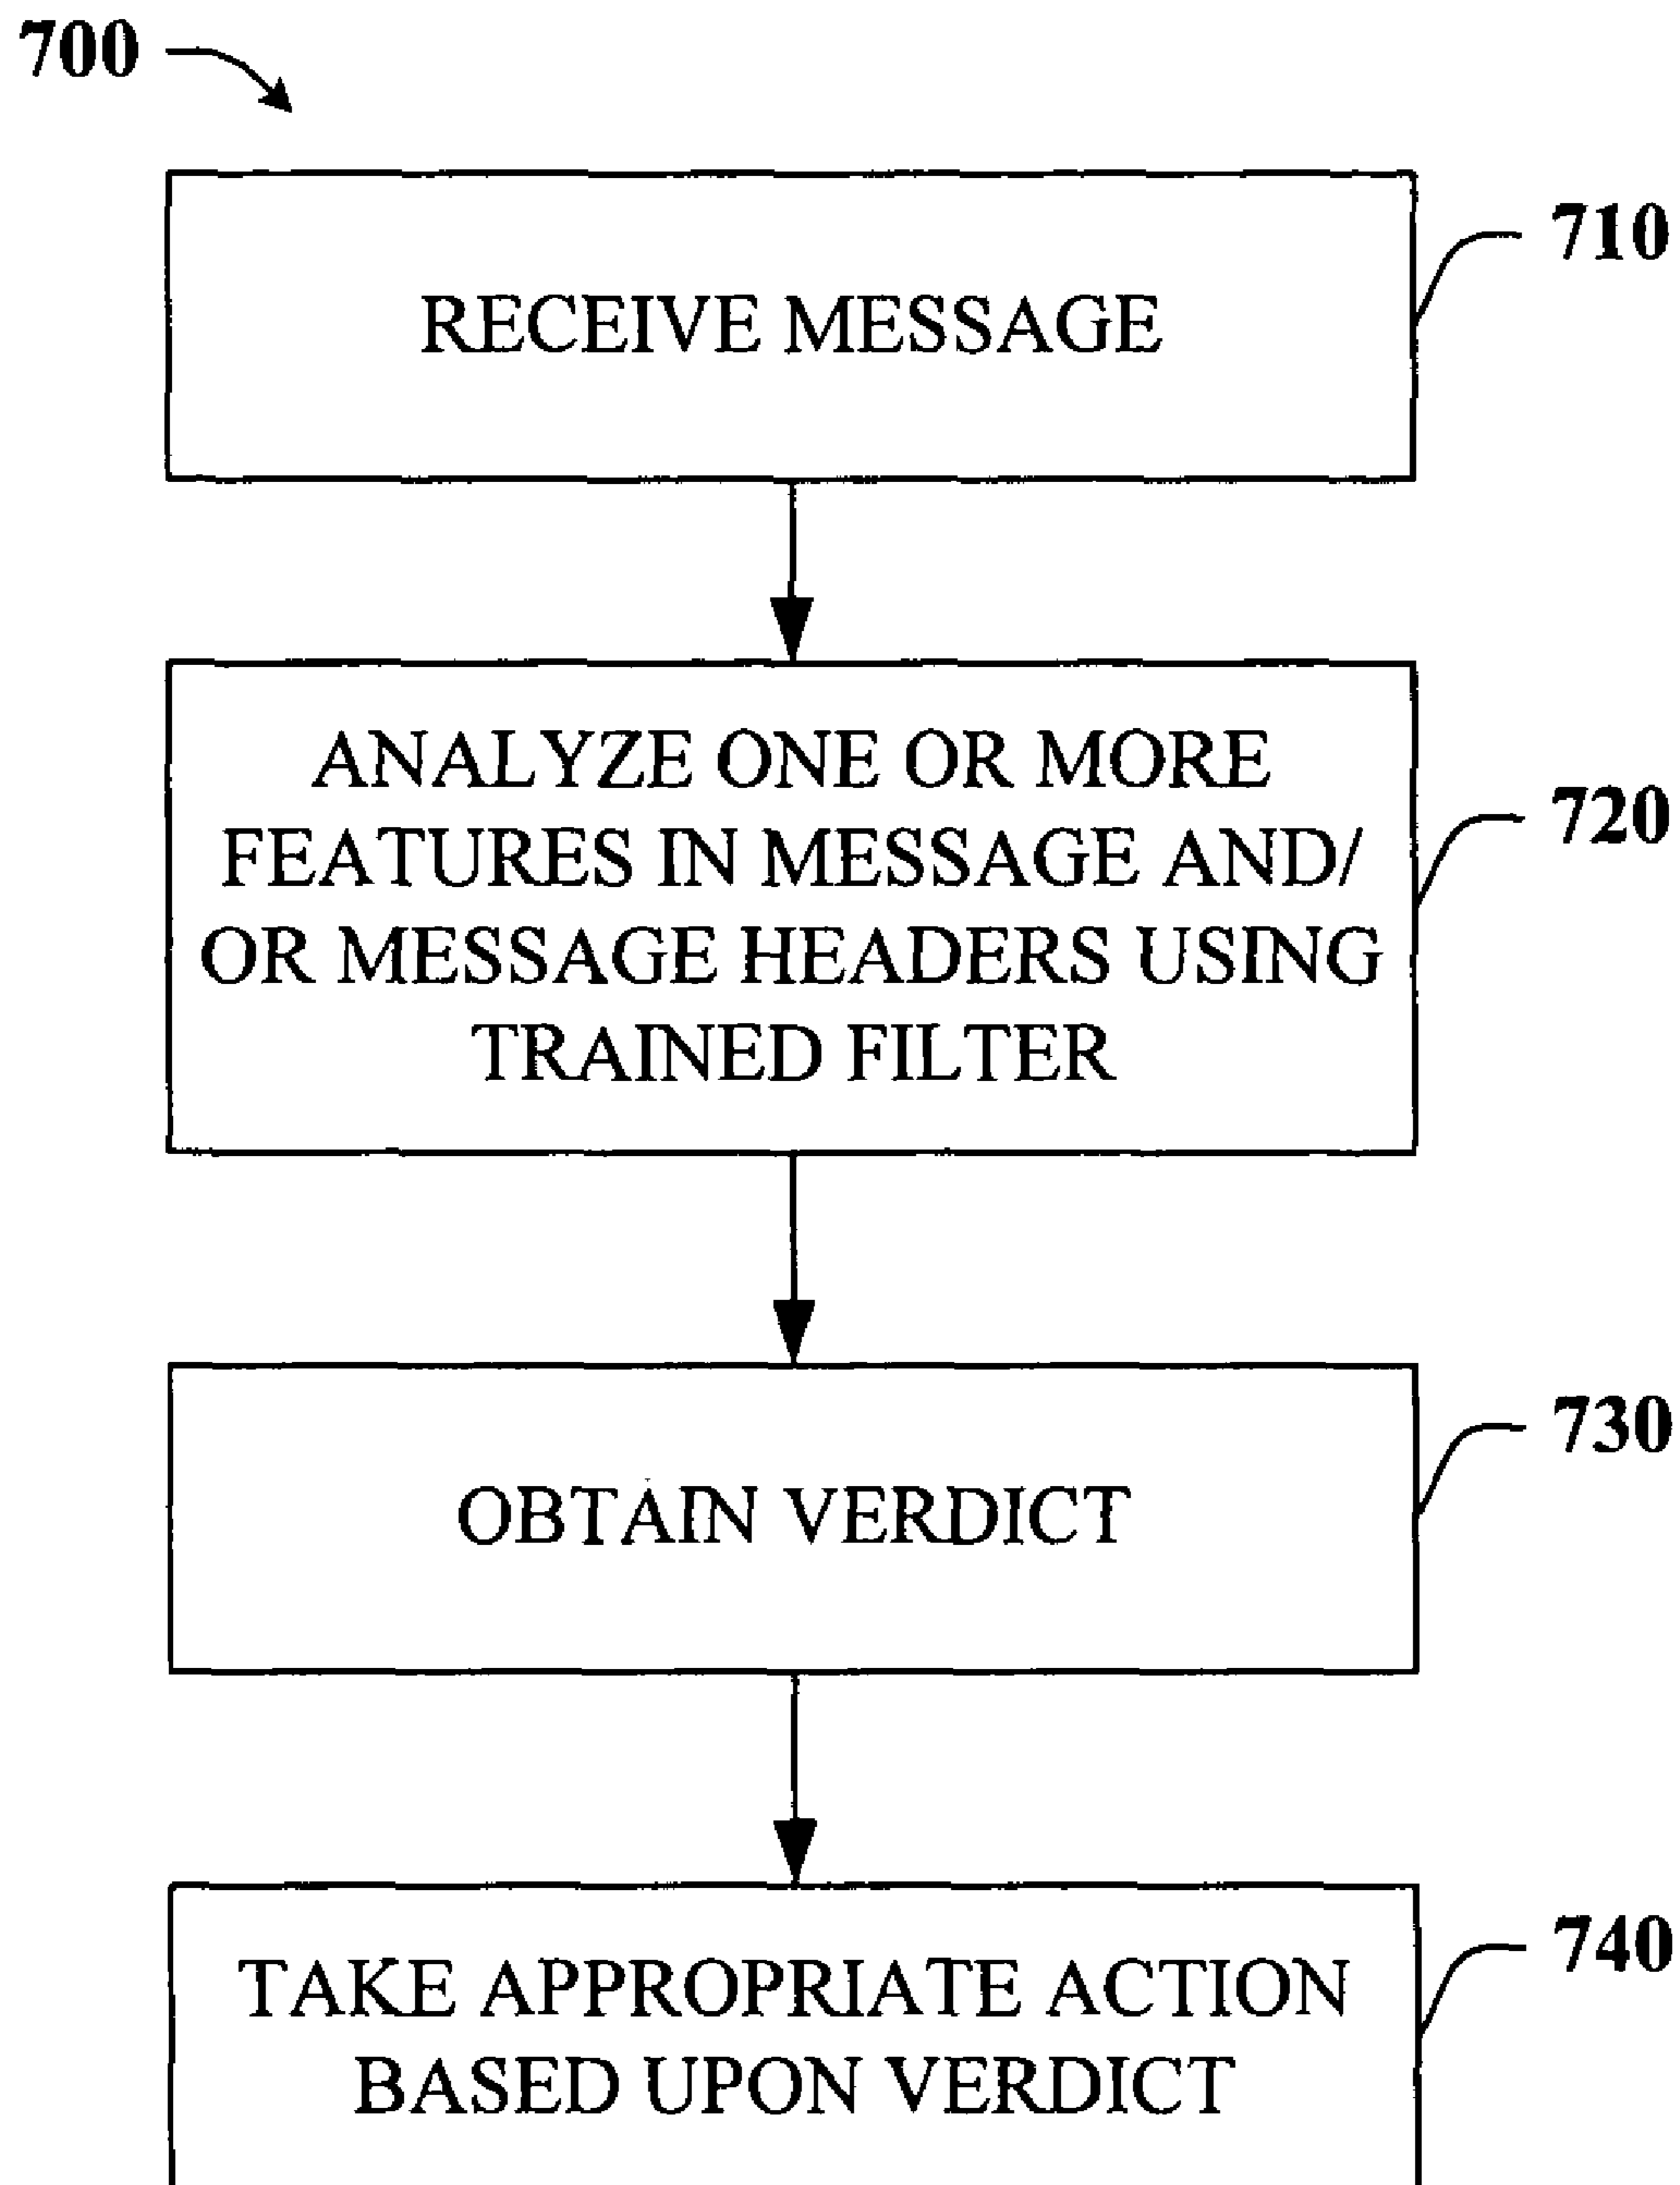 700
RECEIVE MESSAGE
710
ANALYZE ONE OR MORE
FEATURES IN MESSAGE AND/
OR MESSAGE HEADERS USING
TRAINED FILTER
720
OBTAIN VERDICT
730
TAKE APPROPRIATE ACTION
BASED UPON VERDICT
740